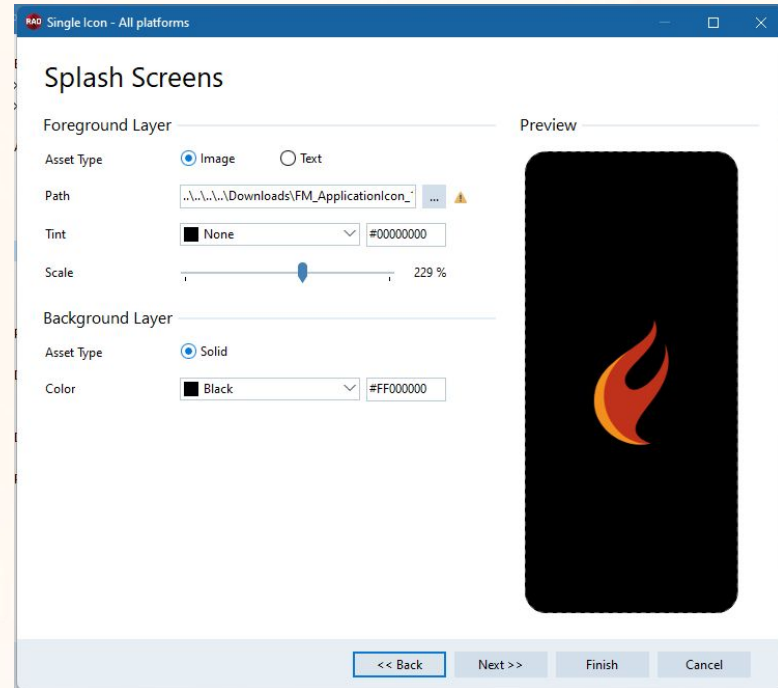 RAD Single Icon - All platforms
Splash Screens
Foreground Layer
Asset Type Image Text
Path ..\..\..\..\Downloads\FM_ApplicationIcon_ ...
Tint None #00000000
Scale 229 %
Background Layer
Asset Type Solid
Color Black #FF000000
Preview
<< Back Next >> Finish Cancel